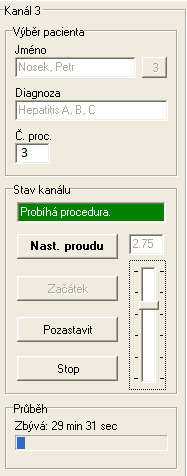 Kanál 3
Výběr pacienta
Jméno
Nosek, Petr
3
Diagnoza
Hepatitis A, B, C
Č. proc.
3
Stav kanálu
Probíhá procedura.
Nast. proudu
2.75
Začátek
Pozastavit
Stop
Průběh
Zbývá: 29 min 31 sec